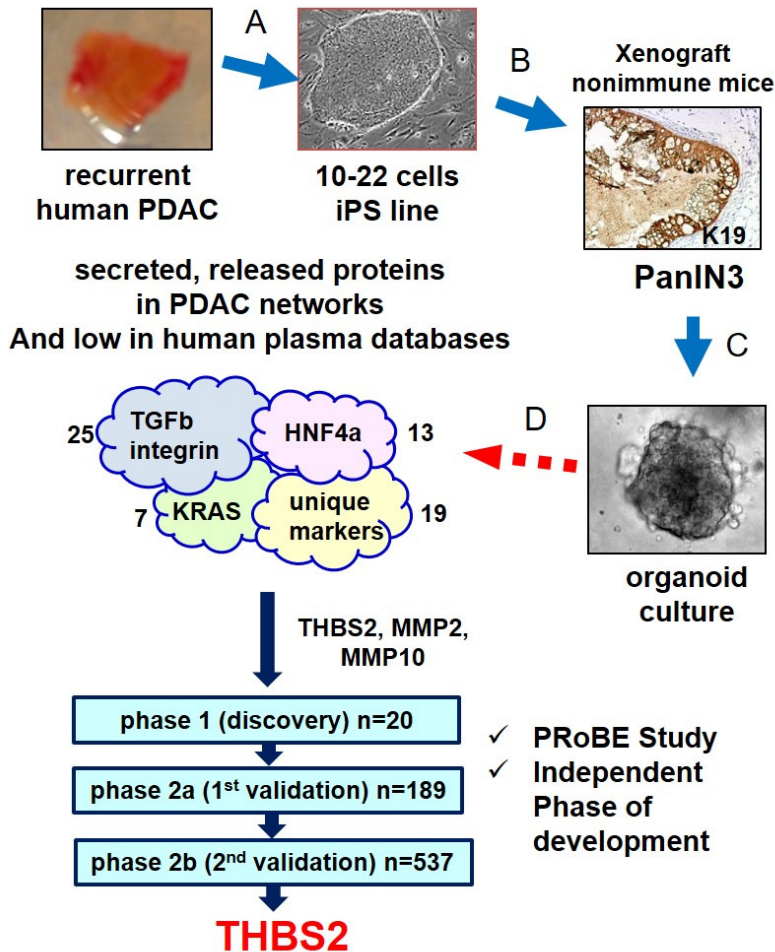 A
B
Xenograft
nonimmune mice
recurrent
human PDAC
10-22 cells
iPS line
K19
PanIN3
secreted, released proteins
in PDAC networks
And low in human plasma databases
C
D
25
TGFb
integrin
HNF4a
13
7
KRAS
unique
markers
19
organoid
culture
THBS2, MMP2,
MMP10
phase 1 (discovery) n=20
phase 2a (1st validation) n=189
phase 2b (2nd validation) n=537
✓ PRoBE Study
✓ Independent
Phase of
development
THBS2